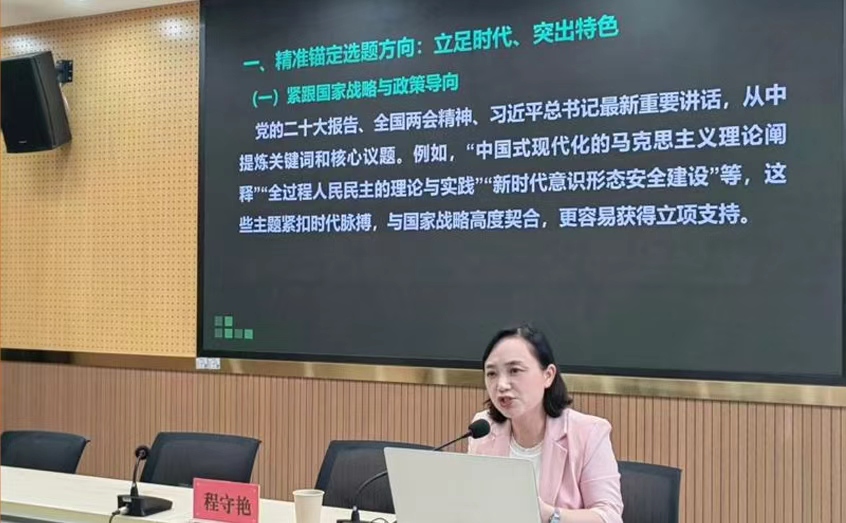 一、精准锚定选题方向：立足时代、突出特色
（一）紧跟国家战略与政策导向
党的二十大报告、全国两会精神、习近平总书记最新重要讲话，从中
提炼关键词和核心议题。例如，“中国式现代化的马克思主义理论阐
释”“全过程人民民主的理论与实践”“新时代意识形态安全建设”等，这
些主题紧扣时代脉搏，与国家战略高度契合，更容易获得立项支持。
程守艳